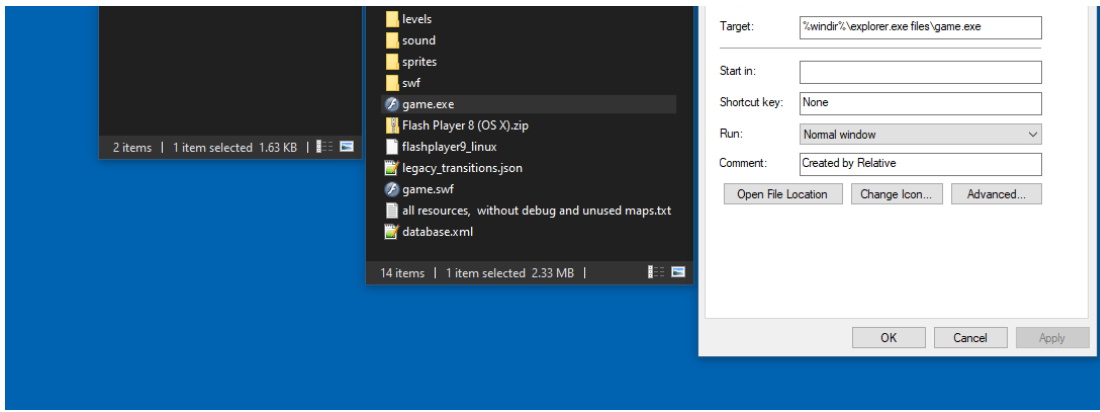 2 items | 1 item selected 1.63 KB |
levels
sound
sprites
swf
game.exe
Flash Player 8 (OS X).zip
flashplayer9_linux
legacy_transitions.json
game.swf
all resources, without debug and unused maps.txt
database.xml
14 items | 1 item selected 2.33 MB |
Target: %windir%\explorer.exe files\game.exe
Start in:
Shortcut key: None
Run: Normal window
Comment: Created by Relative
Open File Location Change Icon... Advanced...
OK Cancel Apply